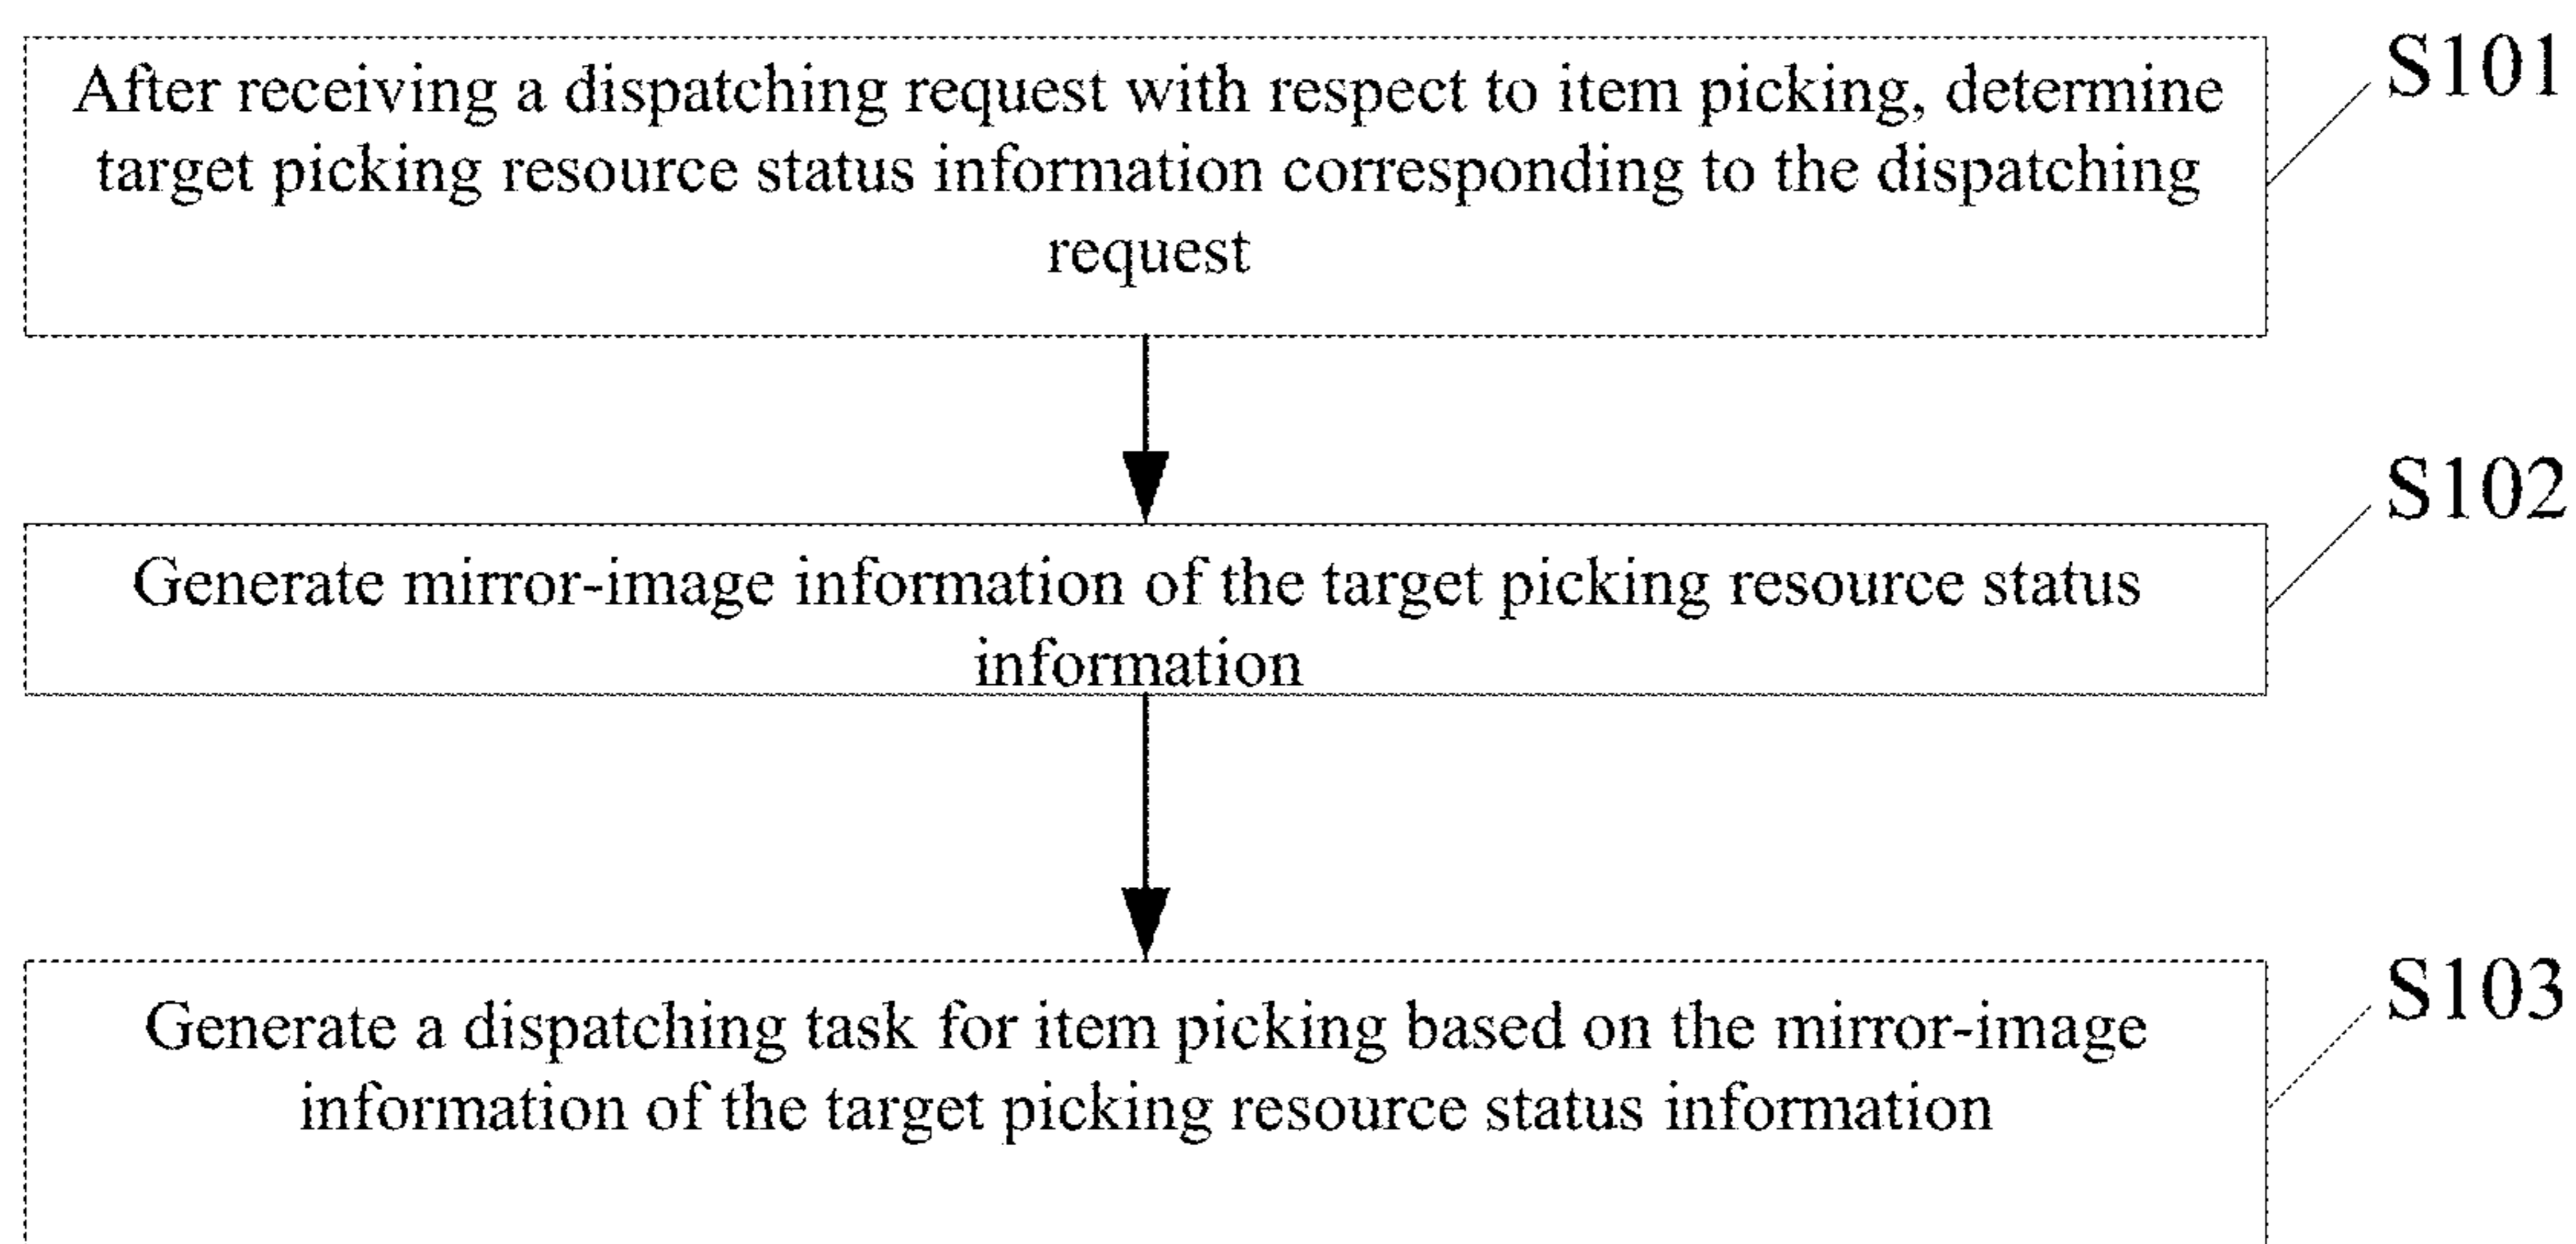 After receiving a dispatching request with respect to item picking, determine
target picking resource status information corresponding to the dispatching
request
S101
Generate mirror-image information of the target picking resource status
information
S102
Generate a dispatching task for item picking based on the mirror-image
information of the target picking resource status information
S103